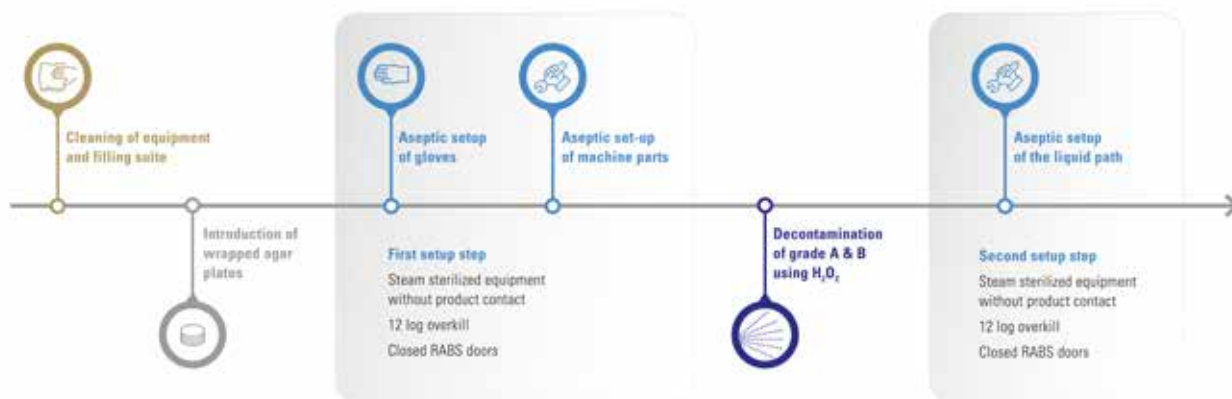 Cleaning of equipment
and filling suite
Introduction of
wrapped agar
plates
Aseptic setup
of gloves
Aseptic set-up
of machine parts
First setup step
Steam sterilized equipment
without product contact
12 log overkill
Closed RABS doors
Decontamination
of grade A & B
using H₂O₂
Aseptic setup
of the liquid path
Second setup step
Steam sterilized equipment
without product contact
12 log overkill
Closed RABS doors